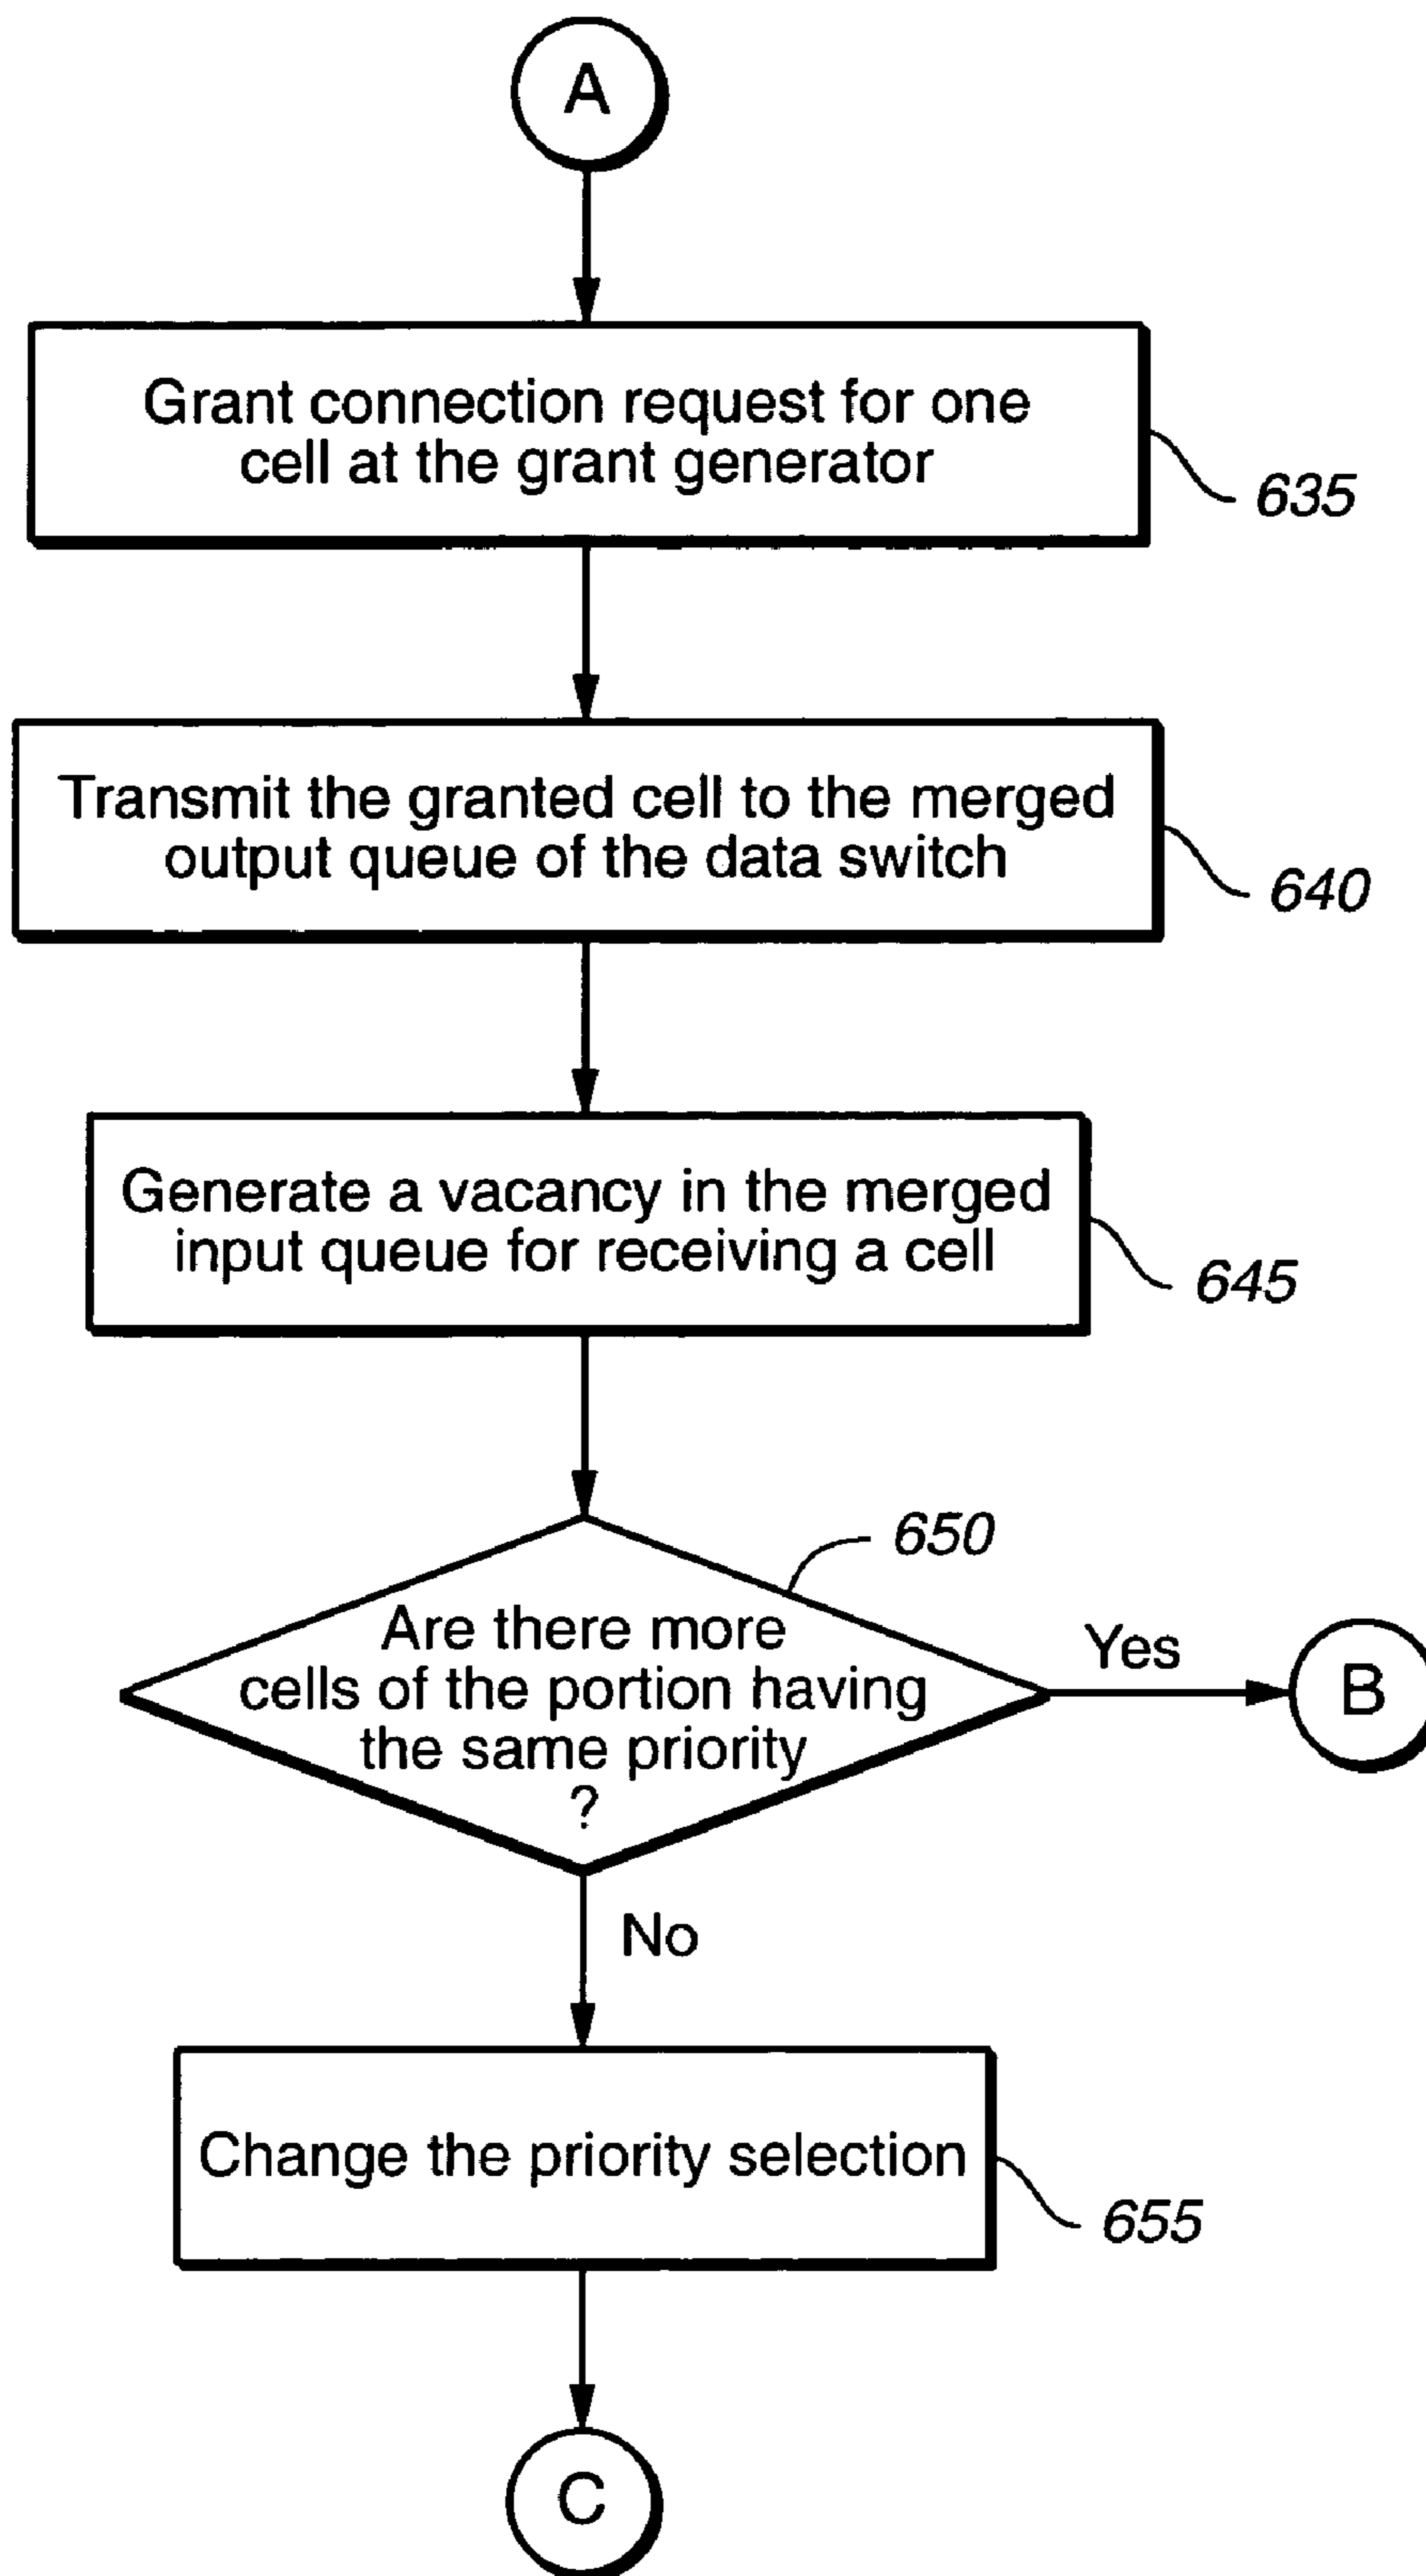 A
Grant connection request for one
cell at the grant generator
635
Transmit the granted cell to the merged
output queue of the data switch
640
Generate a vacancy in the merged
input queue for receiving a cell
645
650
Are there more
cells of the portion having
the same priority
?
Yes
B
No
Change the priority selection
655
C